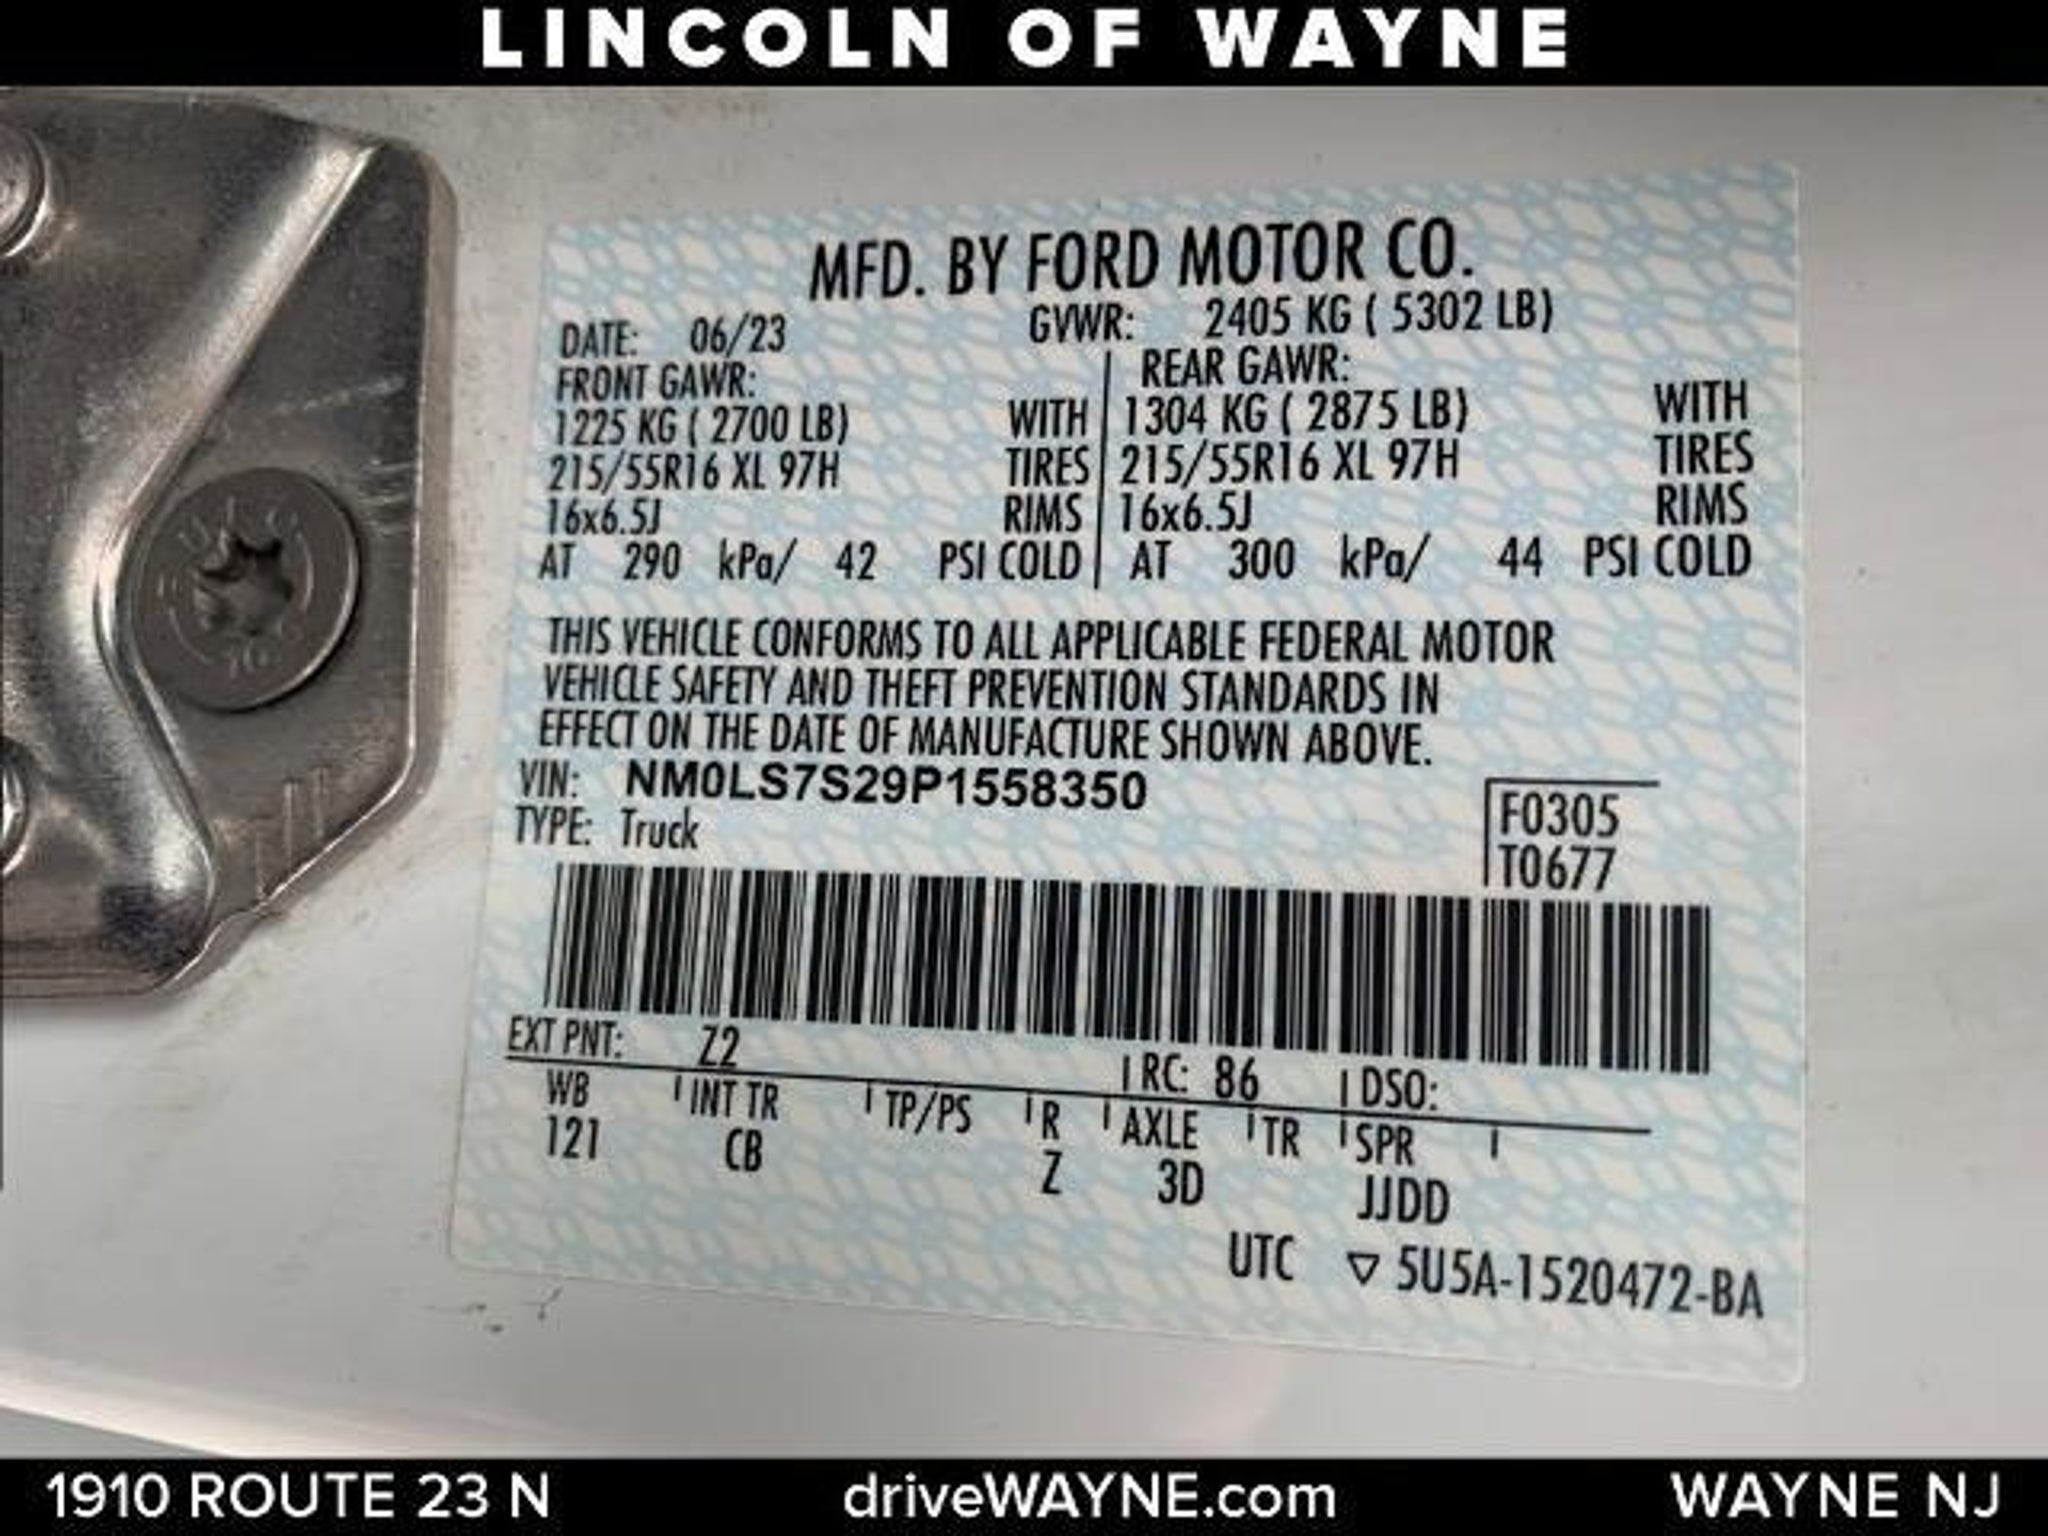 LINCOLN OF WAYNE
MFD. BY FORD MOTOR CO.
DATE: 06/23 GVWR: 2405 KG ( 5302 LB)
FRONT GAWR: REAR GAWR:
1225 KG ( 2700 LB) WITH 1304 KG ( 2875 LB) WITH
215/55R16 XL 97H TIRES 215/55R16 XL 97H TIRES
16x6.5J RIMS 16x6.5J RIMS
AT 290 kPa/ 42 PSI COLD AT 300 kPa/ 44 PSI COLD
THIS VEHICLE CONFORMS TO ALL APPLICABLE FEDERAL MOTOR
VEHICLE SAFETY AND THEFT PREVENTION STANDARDS IN
EFFECT ON THE DATE OF MANUFACTURE SHOWN ABOVE.
VIN: NM0LS7S29P1558350
TYPE: Truck
F0305
T0677
EXT PNT: Z2 RC: 86 DSO:
WB INT TR TP/PS R AXLE TR SPR
121 CB Z 3D JJDD
UTC ▽ 5U5A-1520472-BA
1910 ROUTE 23 N driveWAYNE.com WAYNE NJ